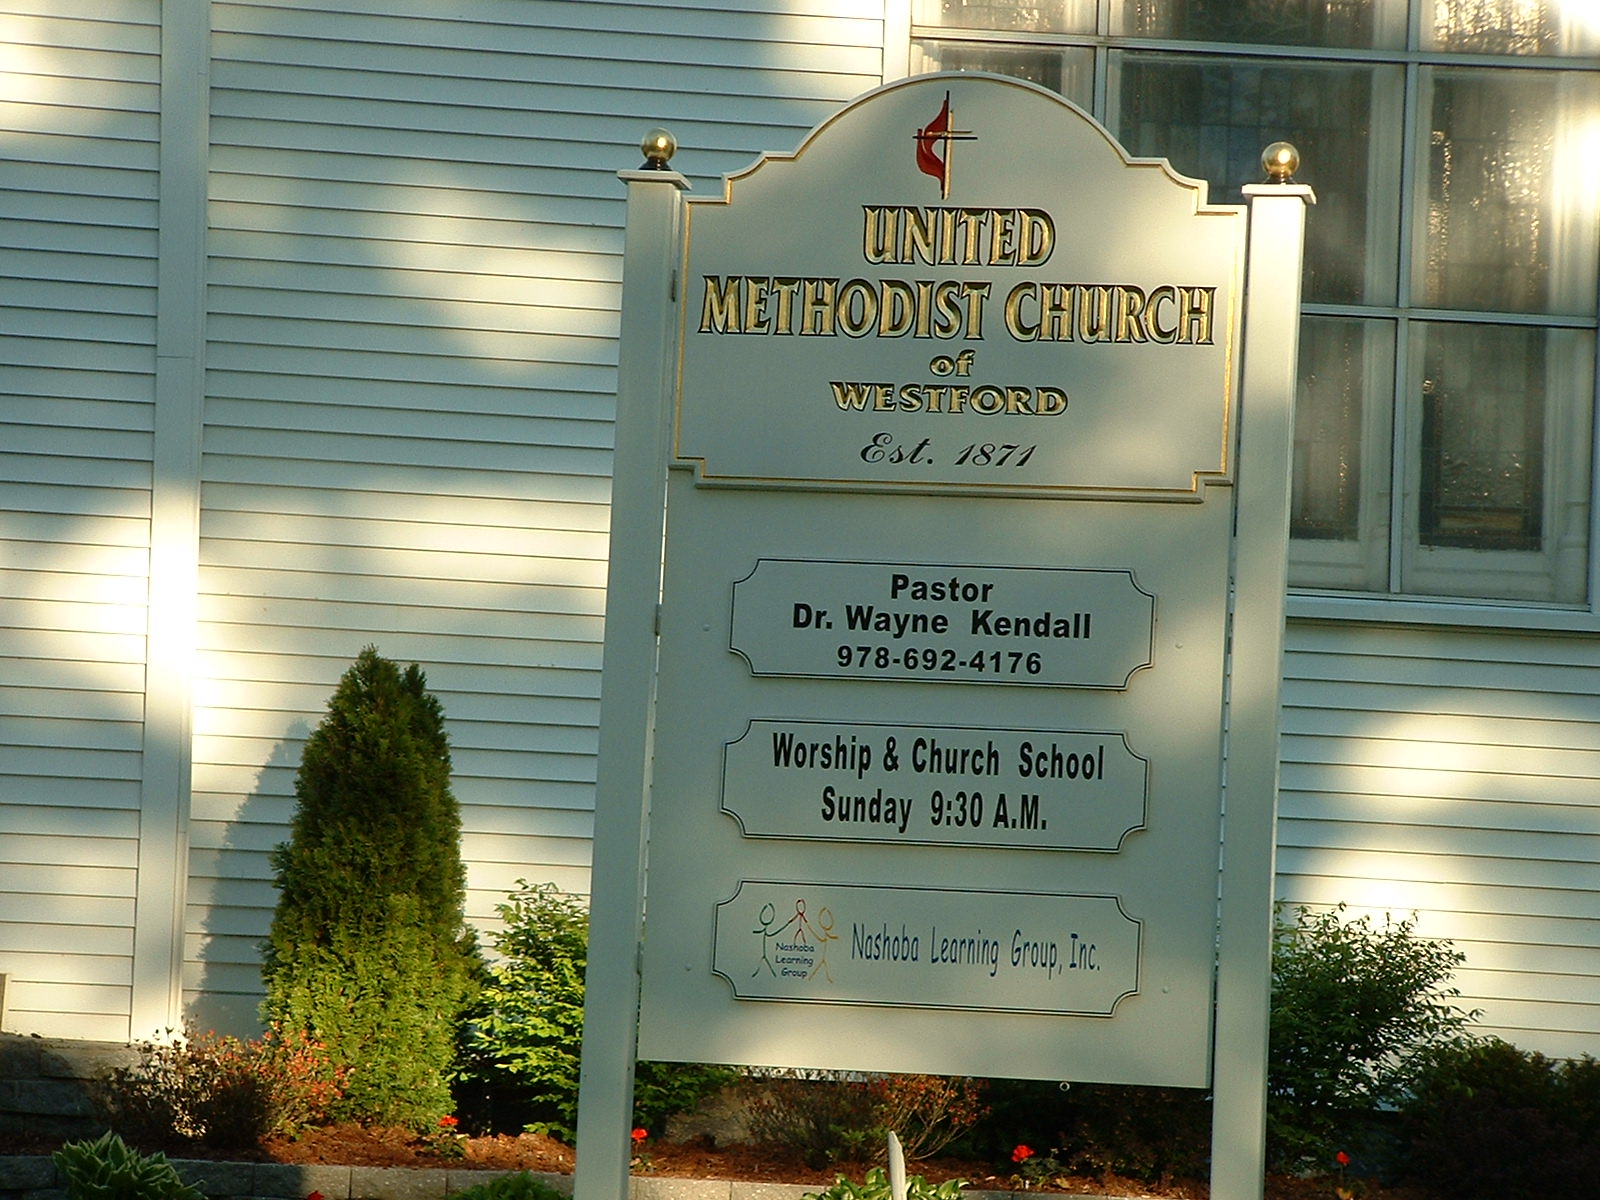 UNITED
METHODIST CHURCH
of
WESTFORD
Est. 1871
Pastor
Dr. Wayne Kendall
978-692-4176
Worship & Church School
Sunday 9:30 A.M.
Nashoba
Learning
Group
Nashoba Learning Group, Inc.